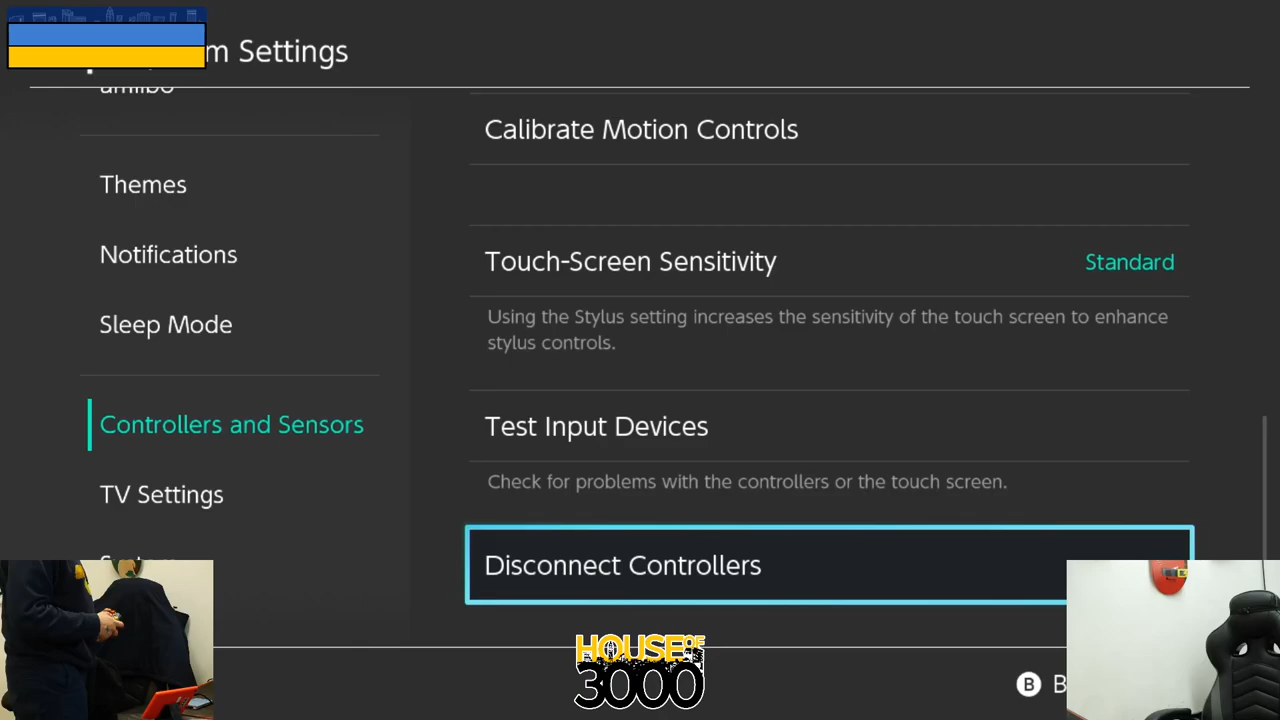 m Settings
amiibo
Themes
Notifications
Sleep Mode
Controllers and Sensors
TV Settings
Calibrate Motion Controls
Touch-Screen Sensitivity Standard
Using the Stylus setting increases the sensitivity of the touch screen to enhance
stylus controls.
Test Input Devices
Check for problems with the controllers or the touch screen.
Disconnect Controllers
HOUSE OF
3000
B B